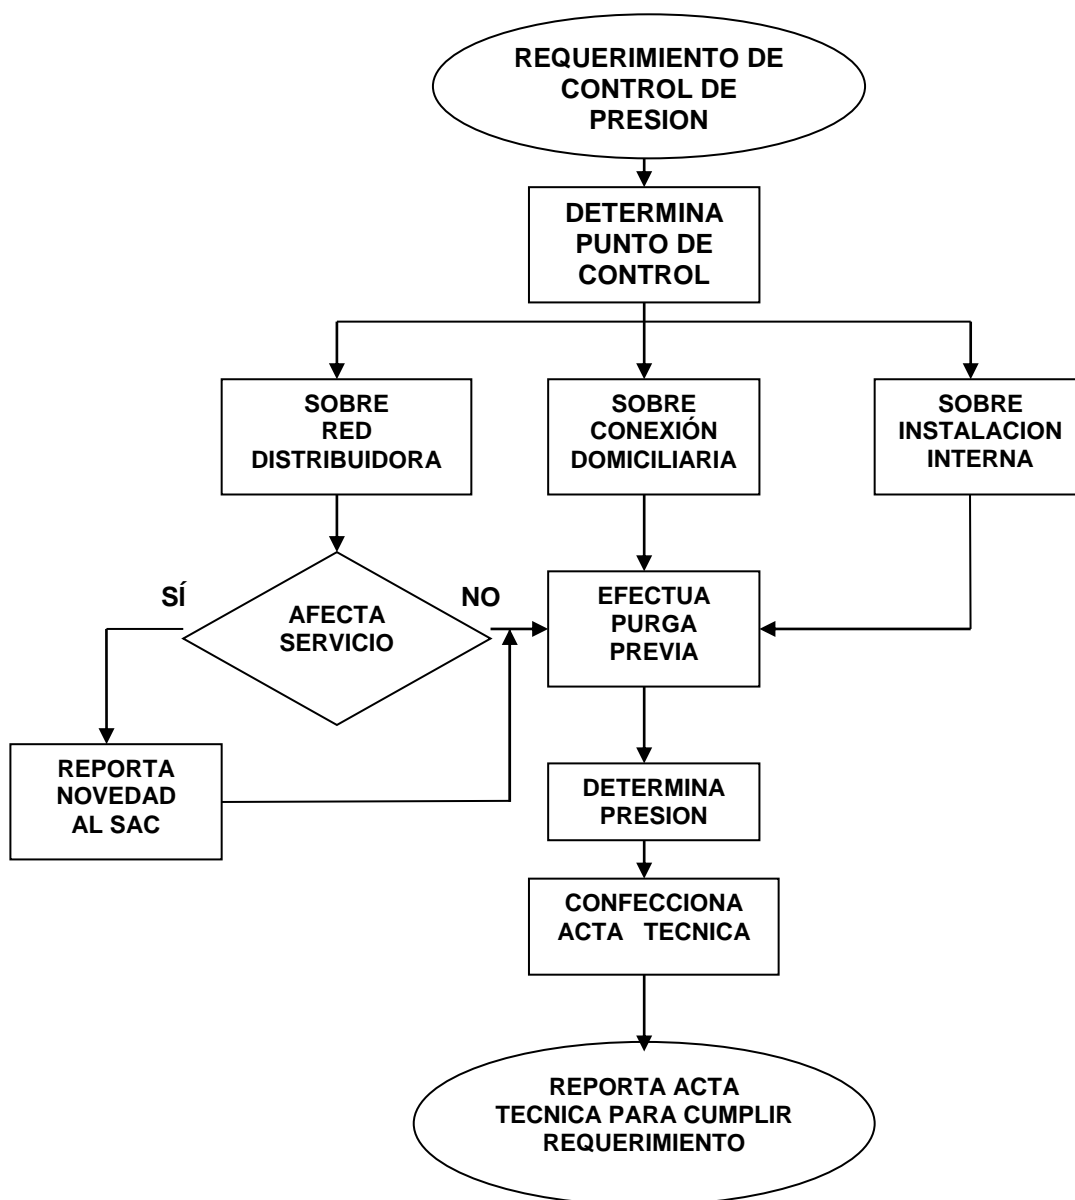 REQUERIMIENTO DE
CONTROL DE
PRESION
DETERMINA
PUNTO DE
CONTROL
SOBRE
RED
DISTRIBUIDORA
SOBRE
CONEXIÓN
DOMICILIARIA
SOBRE
INSTALACION
INTERNA
SÍ
AFECTA
SERVICIO
NO
EFECTUA
PURGA
PREVIA
REPORTA
NOVEDAD
AL SAC
DETERMINA
PRESION
CONFECCIONA
ACTA TECNICA
REPORTA ACTA
TECNICA PARA CUMPLIR
REQUERIMIENTO